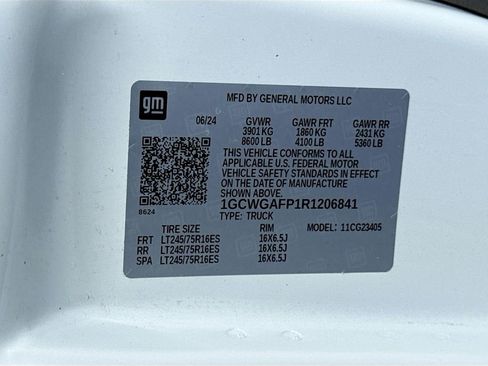 gm
MFD BY GENERAL MOTORS LLC
06/24 GVWR GAWR FRT GAWR RR
3901 KG 1860 KG 2431 KG
8600 LB 4100 LB 5360 LB
THIS VEHICLE CONFORMS TO ALL
APPLICABLE U.S. FEDERAL MOTOR
VEHICLE SAFETY STANDARDS IN
EFFECT ON THE DATE OF
MANUFACTURE SHOWN ABOVE.
1GCWGAFP1R1206841
8624 TYPE: TRUCK
TIRE SIZE RIM MODEL: 11CG23405
FRT LT245/75R16ES 16X6.5J
RR LT245/75R16ES 16X6.5J
SPA LT245/75R16ES 16X6.5J